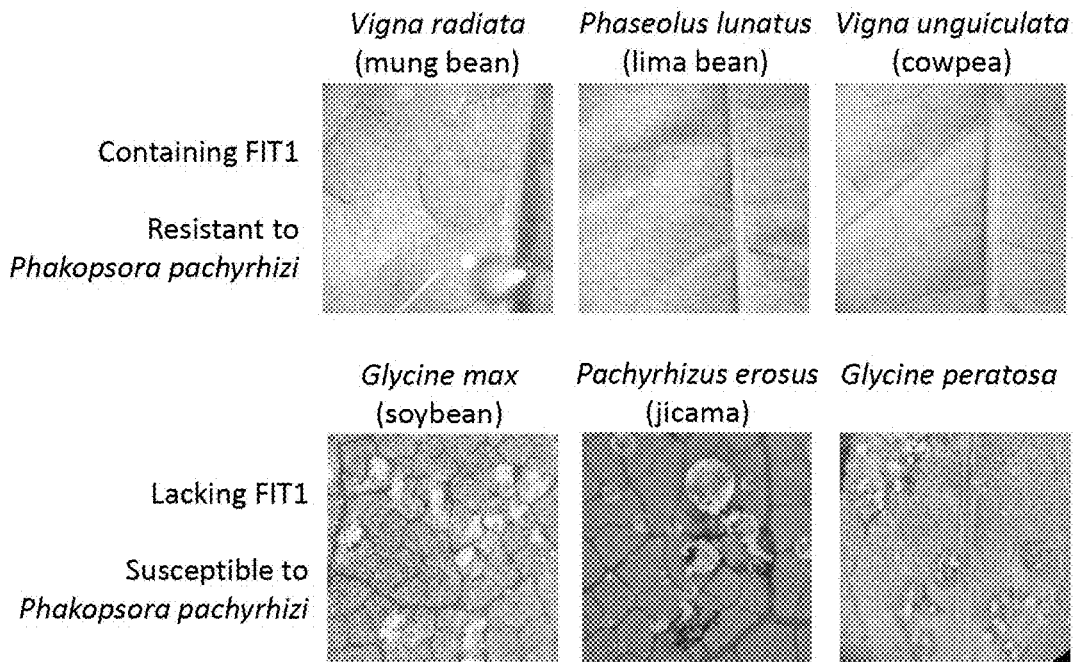 Vigna radiata
(mung bean)
Phaseolus lunatus
(lima bean)
Vigna unguiculata
(cowpea)
Containing FIT1
Resistant to
Phakopsora pachyrhizi
Glycine max
(soybean)
Pachyrhizus erosus
(jicama)
Glycine peratosa
Lacking FIT1
Susceptible to
Phakopsora pachyrhizi